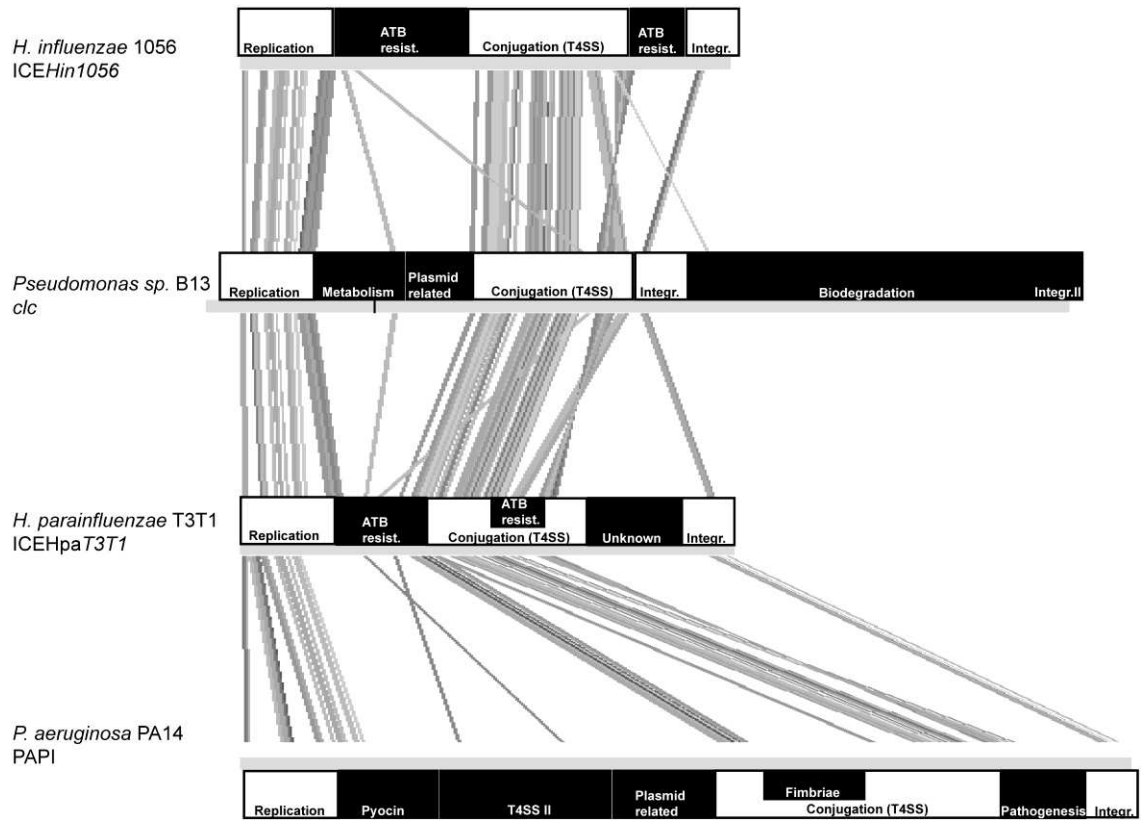 H. influenzae 1056
ICEHin1056
Replication
ATB
resist.
Conjugation (T4SS)
ATB
resist.
Integr.
Pseudomonas sp. B13
clc
Replication
Metabolism
Plasmid
related
Conjugation (T4SS)
Integr.
Biodegradation
Integr.II
H. parainfluenzae T3T1
ICEHpaT3T1
Replication
ATB
resist.
ATB
resist.
Conjugation (T4SS)
Unknown
Integr.
P. aeruginosa PA14
PAPI
Replication
Pyocin
T4SS II
Plasmid
related
Fimbriae
Conjugation (T4SS)
Pathogenesis
Integr.